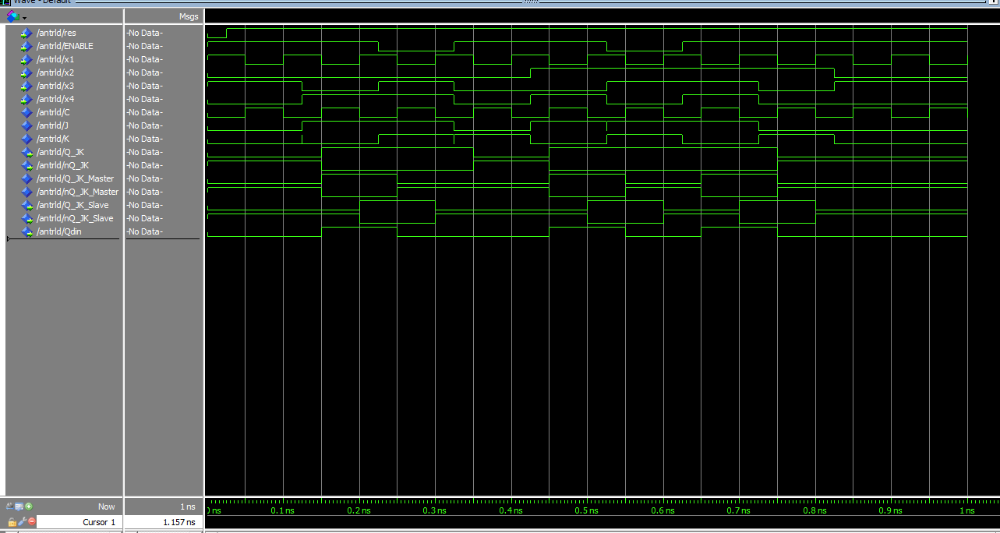 Wave - Default
Msgs
/antrld/res -No Data-
/antrld/ENABLE -No Data-
/antrld/x1 -No Data-
/antrld/x2 -No Data-
/antrld/x3 -No Data-
/antrld/x4 -No Data-
/antrld/C -No Data-
/antrld/J -No Data-
/antrld/K -No Data-
/antrld/Q_JK -No Data-
/antrld/nQ_JK -No Data-
/antrld/Q_JK_Master -No Data-
/antrld/nQ_JK_Master -No Data-
/antrld/Q_JK_Slave -No Data-
/antrld/nQ_JK_Slave -No Data-
/antrld/Qdin -No Data-
Now 1 ns 0 ns 0.1 ns 0.2 ns 0.3 ns 0.4 ns 0.5 ns 0.6 ns 0.7 ns 0.8 ns 0.9 ns 1 ns
Cursor 1 1.157 ns